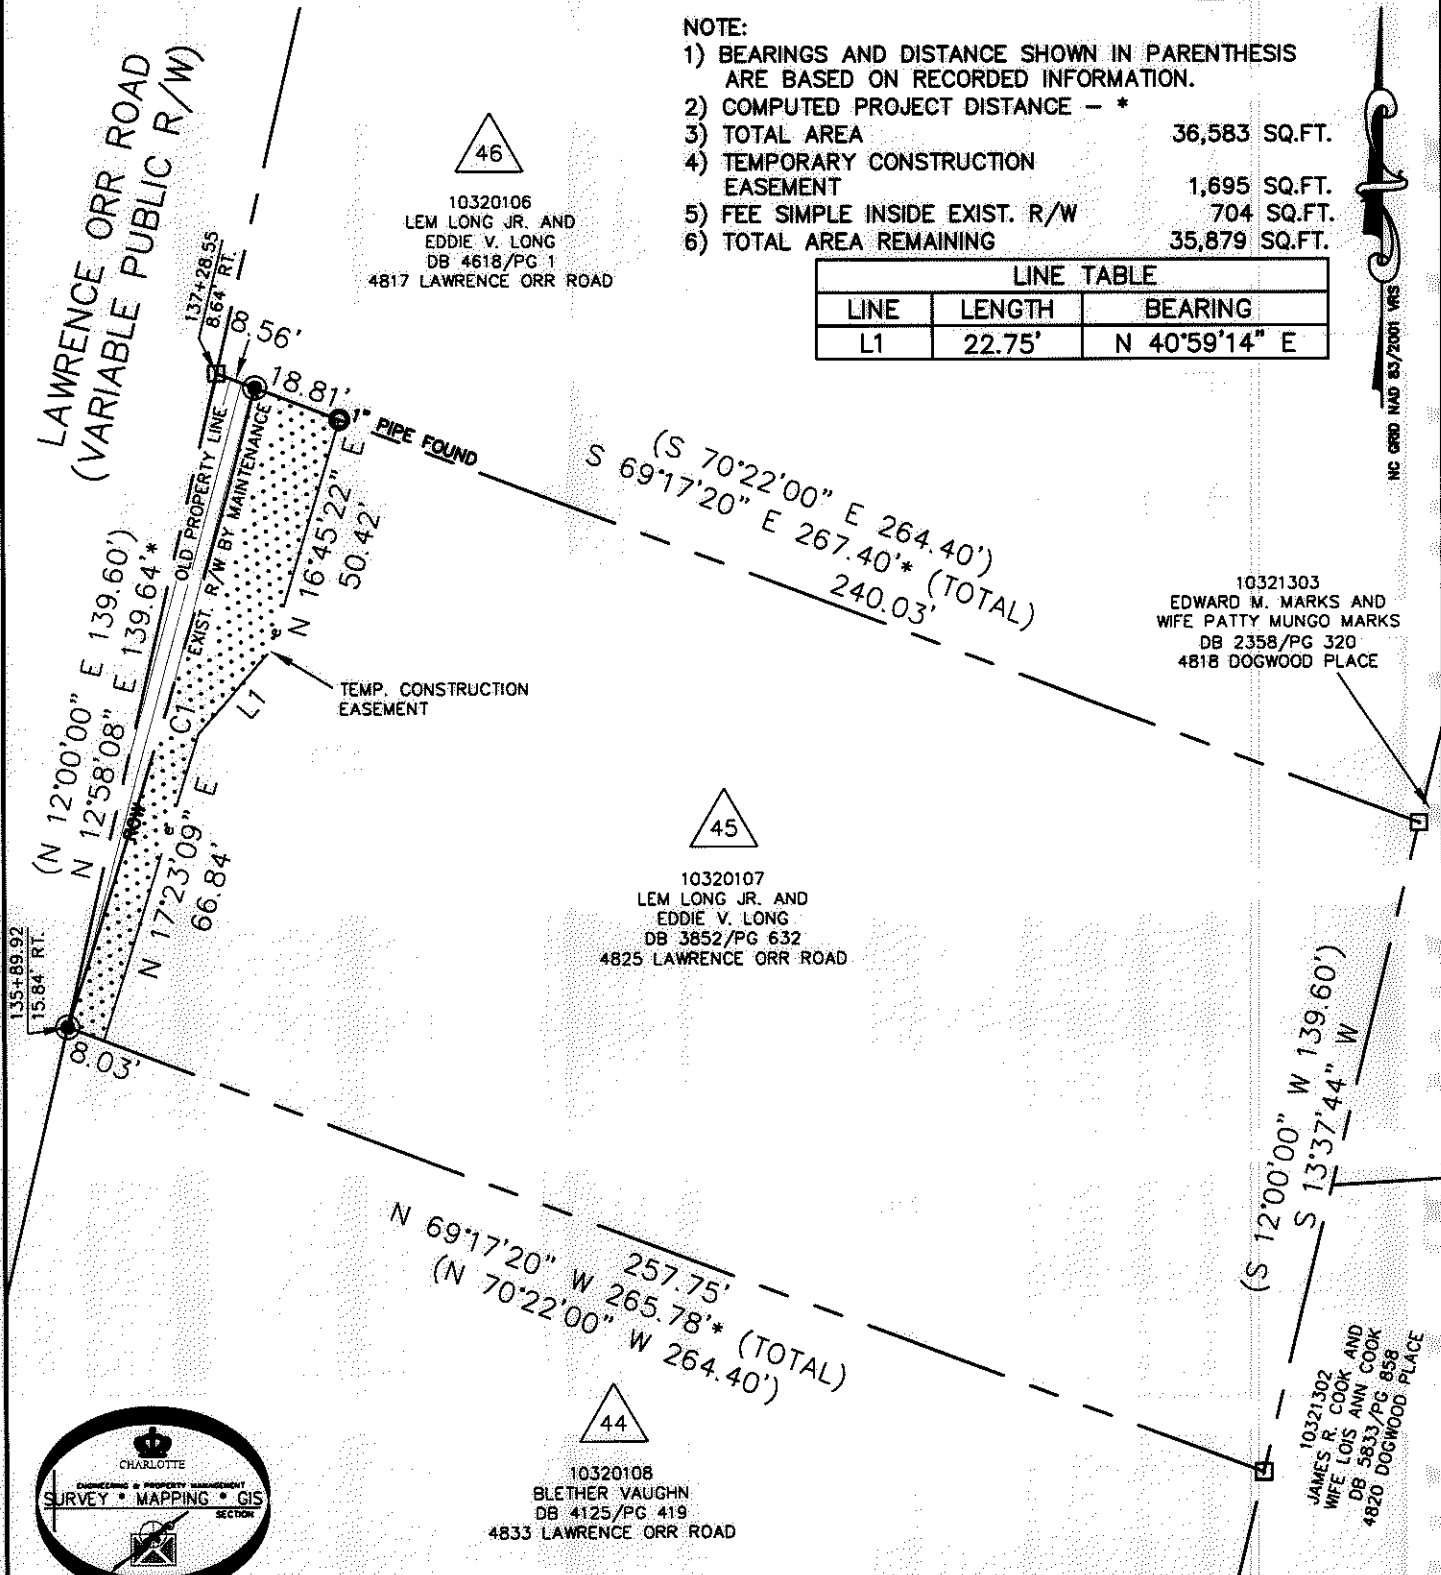 NOTE:
1) BEARINGS AND DISTANCE SHOWN IN PARENTHESIS
ARE BASED ON RECORDED INFORMATION.
2) COMPUTED PROJECT DISTANCE – *
3) TOTAL AREA 36,583 SQ.FT.
4) TEMPORARY CONSTRUCTION
EASEMENT 1,695 SQ.FT.
5) FEE SIMPLE INSIDE EXIST. R/W 704 SQ.FT.
6) TOTAL AREA REMAINING 35,879 SQ.FT.
LINE TABLE
LINE LENGTH BEARING
L1 22.75' N 40°59'14" E
NC GRID NAD 83/2001 VRS
LAWRENCE ORR ROAD
(VARIABLE PUBLIC R/W)
46
10320106
LEM LONG JR. AND
EDDIE V. LONG
DB 4618/PG 1
4817 LAWRENCE ORR ROAD
137+28.55
8.64' RT.
8.56'
18.81'
1" PIPE FOUND
OLD PROPERTY LINE
EXIST. R/W BY MAINTENANCE
N 16°45'22" E
50.42'
(S 70°22'00" E 264.40')
S 69°17'20" E 267.40'* (TOTAL)
240.03'
10321303
EDWARD M. MARKS AND
WIFE PATTY MUNGO MARKS
DB 2358/PG 320
4818 DOGWOOD PLACE
(N 12°00'00" E 139.60')
N 12°58'08" E 139.64'*
C1
L1
e
TEMP. CONSTRUCTION
EASEMENT
ROW
e
N 17°23'09" E
66.84'
45
10320107
LEM LONG JR. AND
EDDIE V. LONG
DB 3852/PG 632
4825 LAWRENCE ORR ROAD
135+89.92
15.84' RT.
8.03'
(S 12°00'00" W 139.60')
S 13°37'44" W
257.75'
N 69°17'20" W 265.78'* (TOTAL)
(N 70°22'00" W 264.40')
44
10320108
BLETHER VAUGHN
DB 4125/PG 419
4833 LAWRENCE ORR ROAD
10321302
JAMES R. COOK AND
WIFE LOIS ANN COOK
DB 5833/PG 858
4820 DOGWOOD PLACE
CHARLOTTE
ENGINEERING & PROPERTY MANAGEMENT
SURVEY * MAPPING * GIS
SECTION